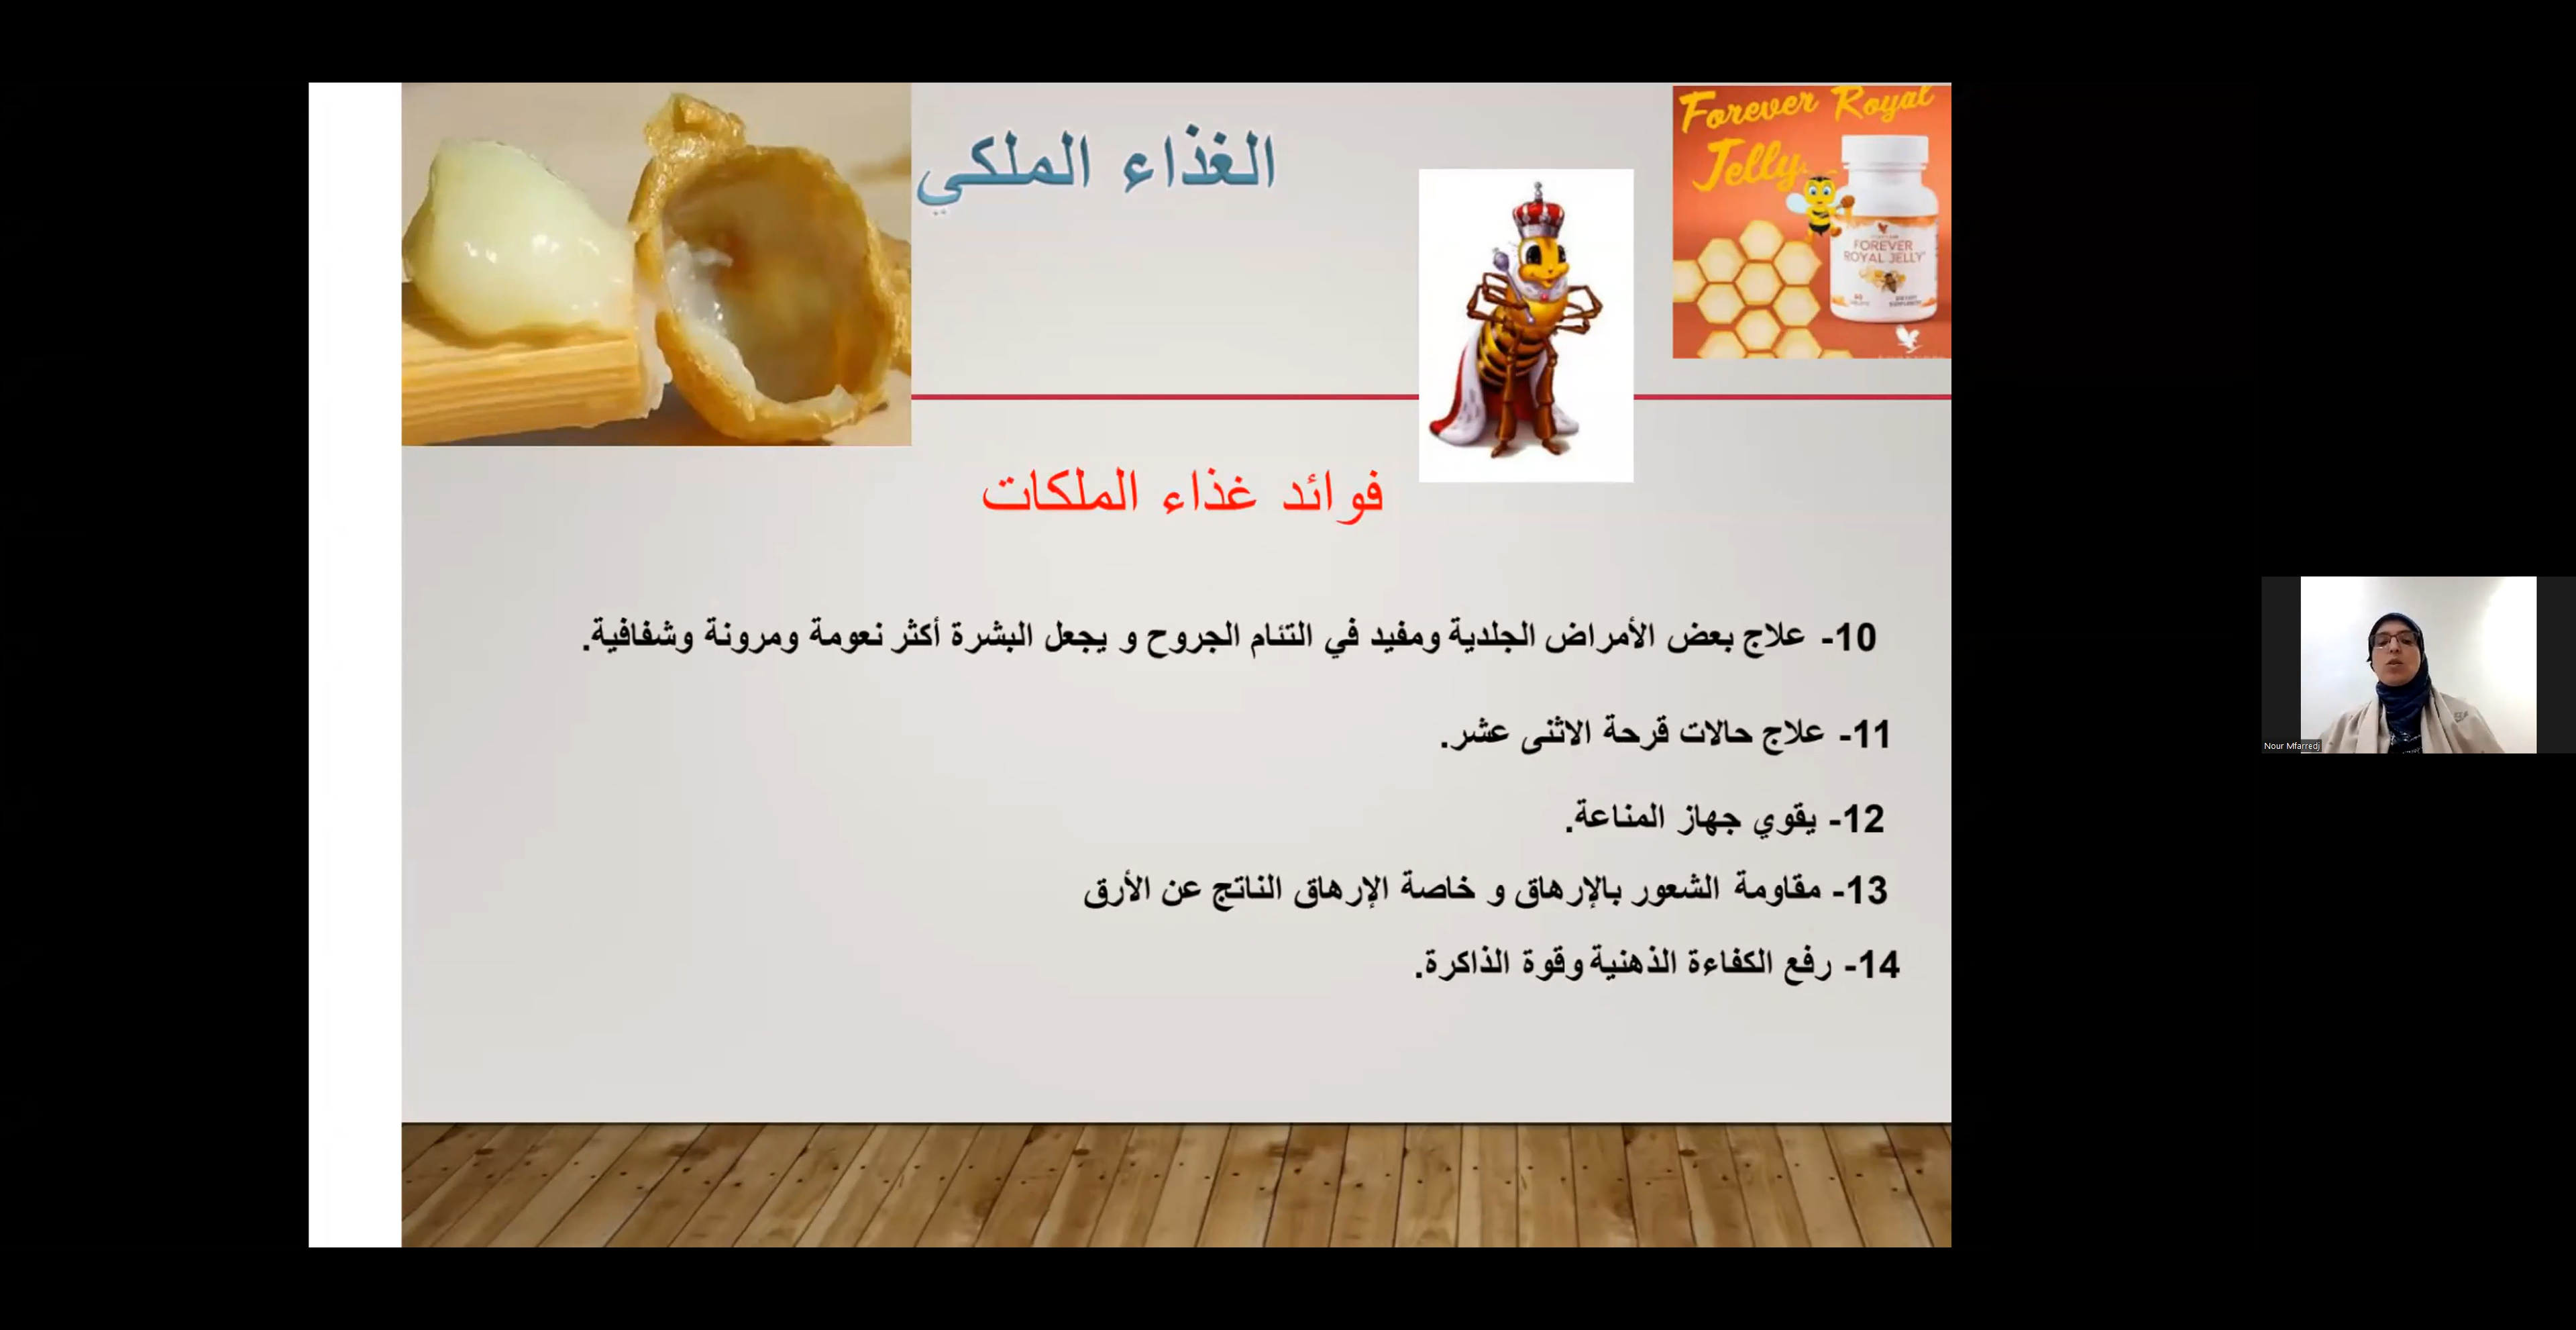 الغذاء الملكي
Forever Royal
Jelly
FOREVER
ROYAL JELLY
فوائد غذاء الملكات
10- علاج بعض الأمراض الجلدية ومفيد في التئام الجروح و يجعل البشرة أكثر نعومة ومرونة وشفافية.
11- علاج حالات قرحة الاثنى عشر.
12- يقوي جهاز المناعة.
13- مقاومة الشعور بالإرهاق و خاصة الإرهاق الناتج عن الأرق
14- رفع الكفاءة الذهنية وقوة الذاكرة.
Nour Mfarredj